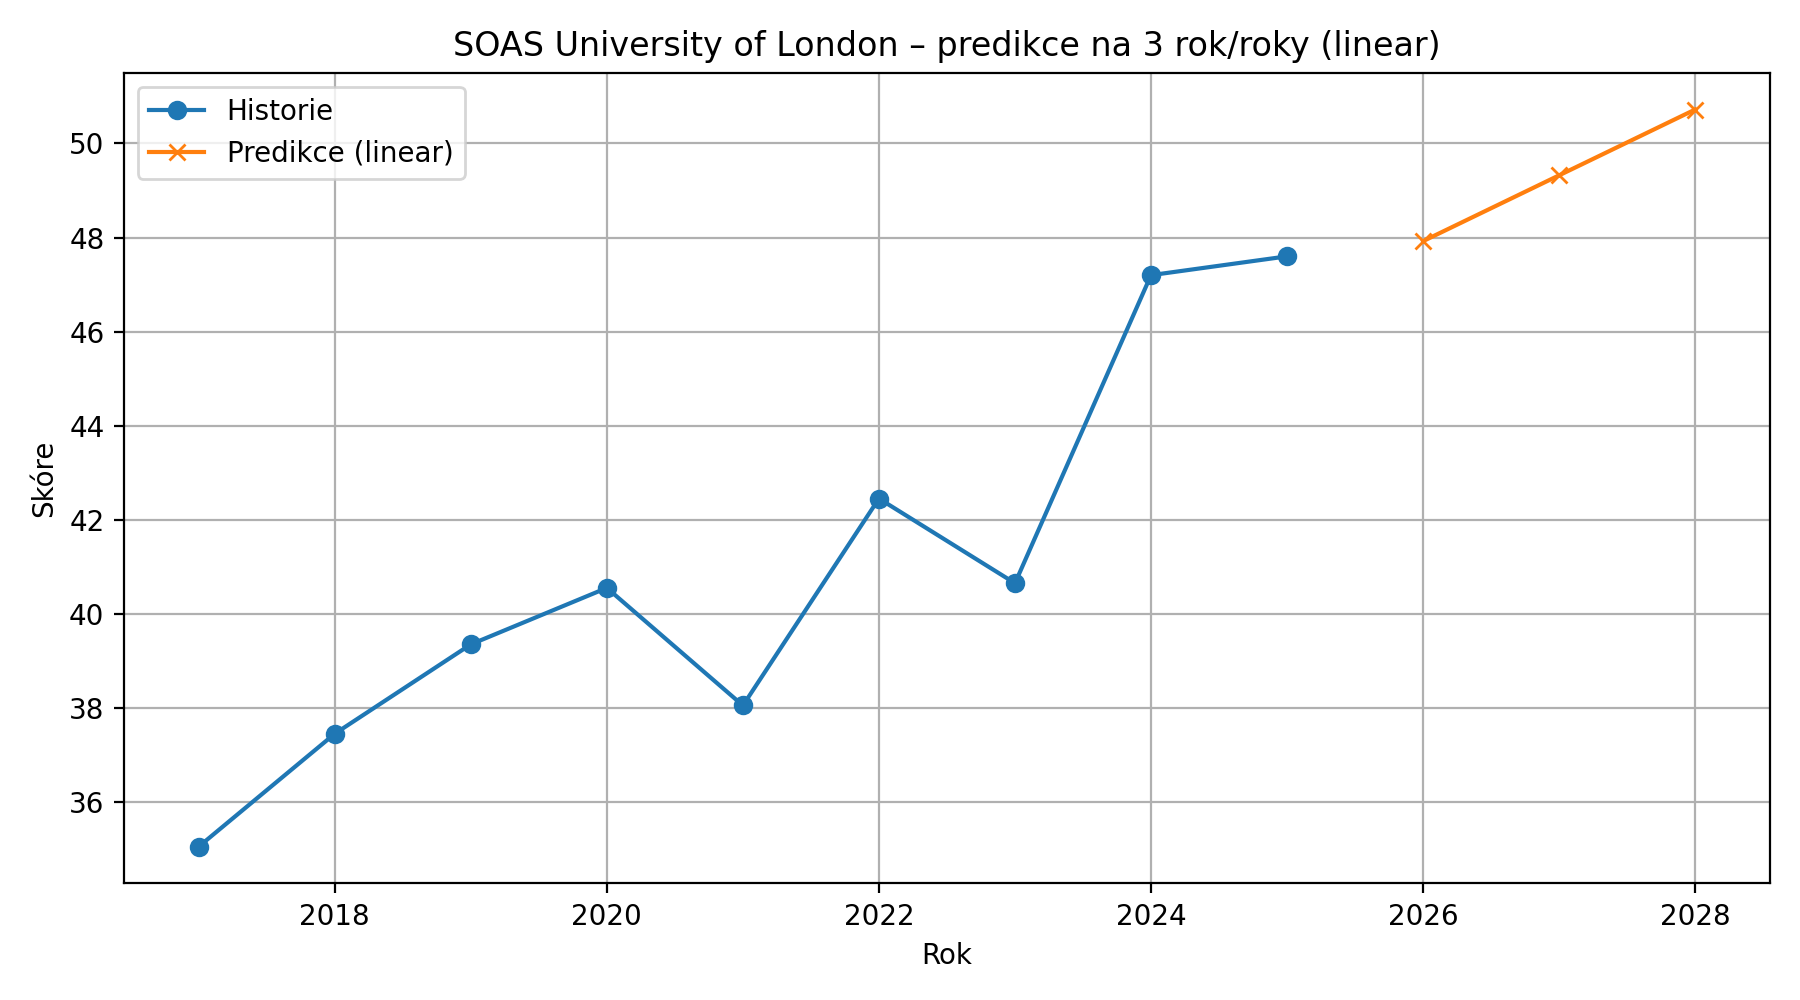 SOAS University of London – predikce na 3 rok/roky (linear)
Historie
Predikce (linear)
50
48
46
44
42
40
38
36
Skóre
2018
2020
2022
2024
2026
2028
Rok